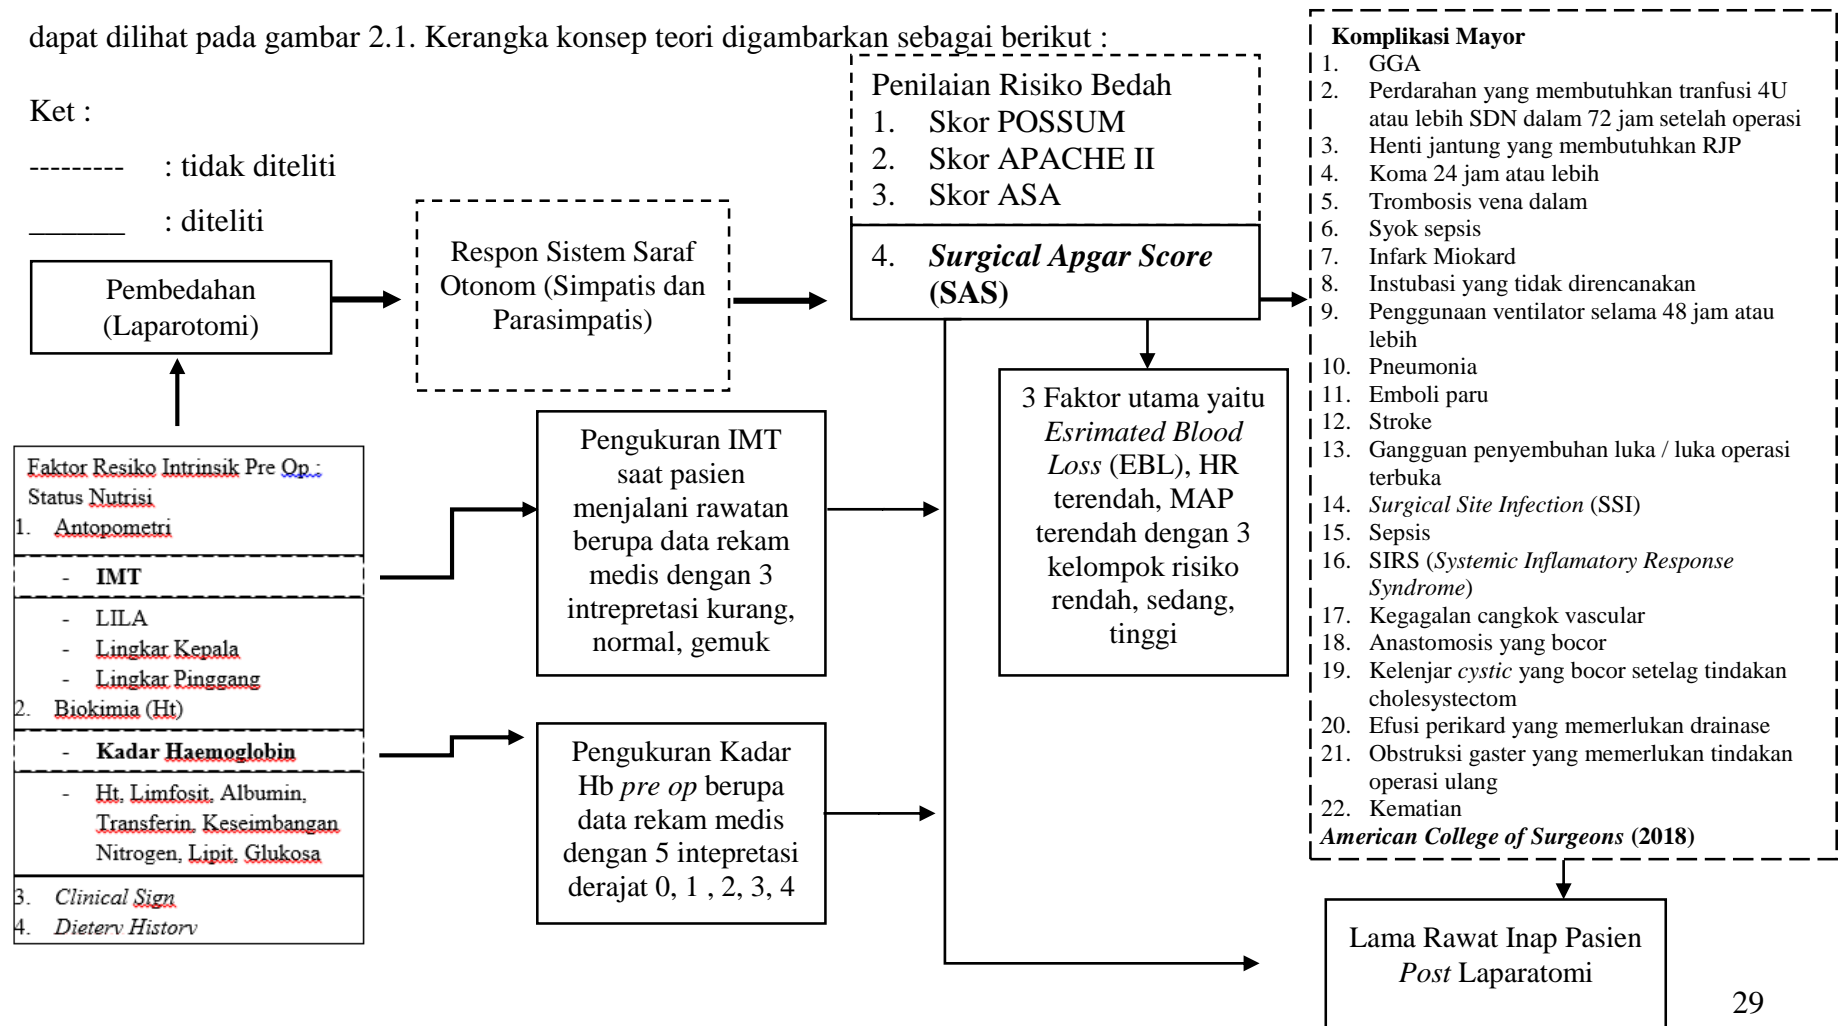 dapat dilihat pada gambar 2.1. Kerangka konsep teori digambarkan sebagai berikut :
Ket :
--------- : tidak diteliti
______ : diteliti
Pembedahan
(Laparotomi)
Respon Sistem Saraf
Otonom (Simpatis dan
Parasimpatis)
Penilaian Risiko Bedah
1. Skor POSSUM
2. Skor APACHE II
3. Skor ASA
4. Surgical Apgar Score
(SAS)
Komplikasi Mayor
1. GGA
2. Perdarahan yang membutuhkan tranfusi 4U
atau lebih SDN dalam 72 jam setelah operasi
3. Henti jantung yang membutuhkan RJP
4. Koma 24 jam atau lebih
5. Trombosis vena dalam
6. Syok sepsis
7. Infark Miokard
8. Instubasi yang tidak direncanakan
9. Penggunaan ventilator selama 48 jam atau
lebih
10. Pneumonia
11. Emboli paru
12. Stroke
13. Gangguan penyembuhan luka / luka operasi
terbuka
14. Surgical Site Infection (SSI)
15. Sepsis
16. SIRS (Systemic Inflamatory Response
Syndrome)
17. Kegagalan cangkok vascular
18. Anastomosis yang bocor
19. Kelenjar cystic yang bocor setelag tindakan
cholesystectom
20. Efusi perikard yang memerlukan drainase
21. Obstruksi gaster yang memerlukan tindakan
operasi ulang
22. Kematian
American College of Surgeons (2018)
Faktor Resiko Intrinsik Pre Op :
Status Nutrisi
1. Antopometri
- IMT
- LILA
- Lingkar Kepala
- Lingkar Pinggang
2. Biokimia (Ht)
- Kadar Haemoglobin
- Ht, Limfosit, Albumin,
Transferin, Keseimbangan
Nitrogen, Lipit, Glukosa
3. Clinical Sign
4. Dietery History
Pengukuran IMT
saat pasien
menjalani rawatan
berupa data rekam
medis dengan 3
intrepretasi kurang,
normal, gemuk
Pengukuran Kadar
Hb pre op berupa
data rekam medis
dengan 5 intepretasi
derajat 0, 1 , 2, 3, 4
3 Faktor utama yaitu
Esrimated Blood
Loss (EBL), HR
terendah, MAP
terendah dengan 3
kelompok risiko
rendah, sedang,
tinggi
Lama Rawat Inap Pasien
Post Laparatomi
29